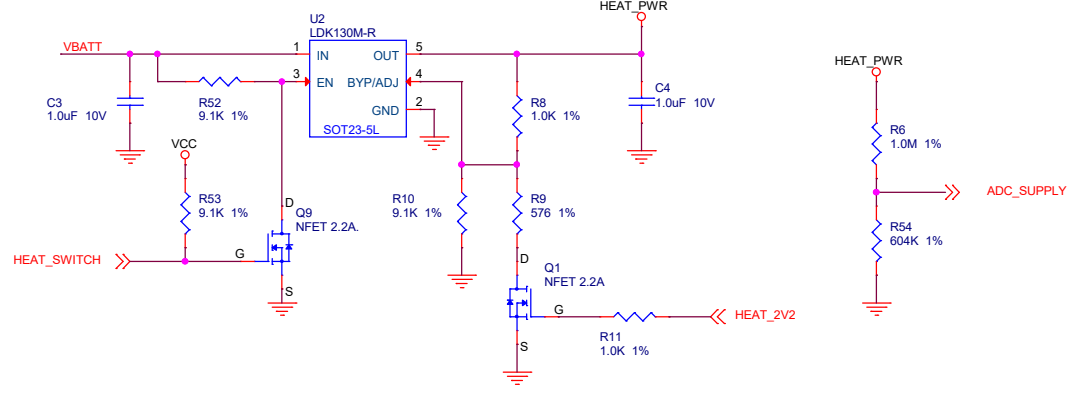 HEAT_PWR
U2
LDK130M-R
VBATT
1
IN
OUT
5
HEAT_PWR
3
EN
BYP/ADJ
4
C3
1.0uF 10V
R52
9.1K 1%
GND
2
R8
1.0K 1%
C4
1.0uF 10V
SOT23-5L
R6
1.0M 1%
VCC
ADC_SUPPLY
R53
9.1K 1%
D
Q9
NFET 2.2A.
R10
9.1K 1%
R9
576 1%
R54
604K 1%
HEAT_SWITCH
G
S
D
Q1
NFET 2.2A
G
HEAT_2V2
R11
1.0K 1%
S